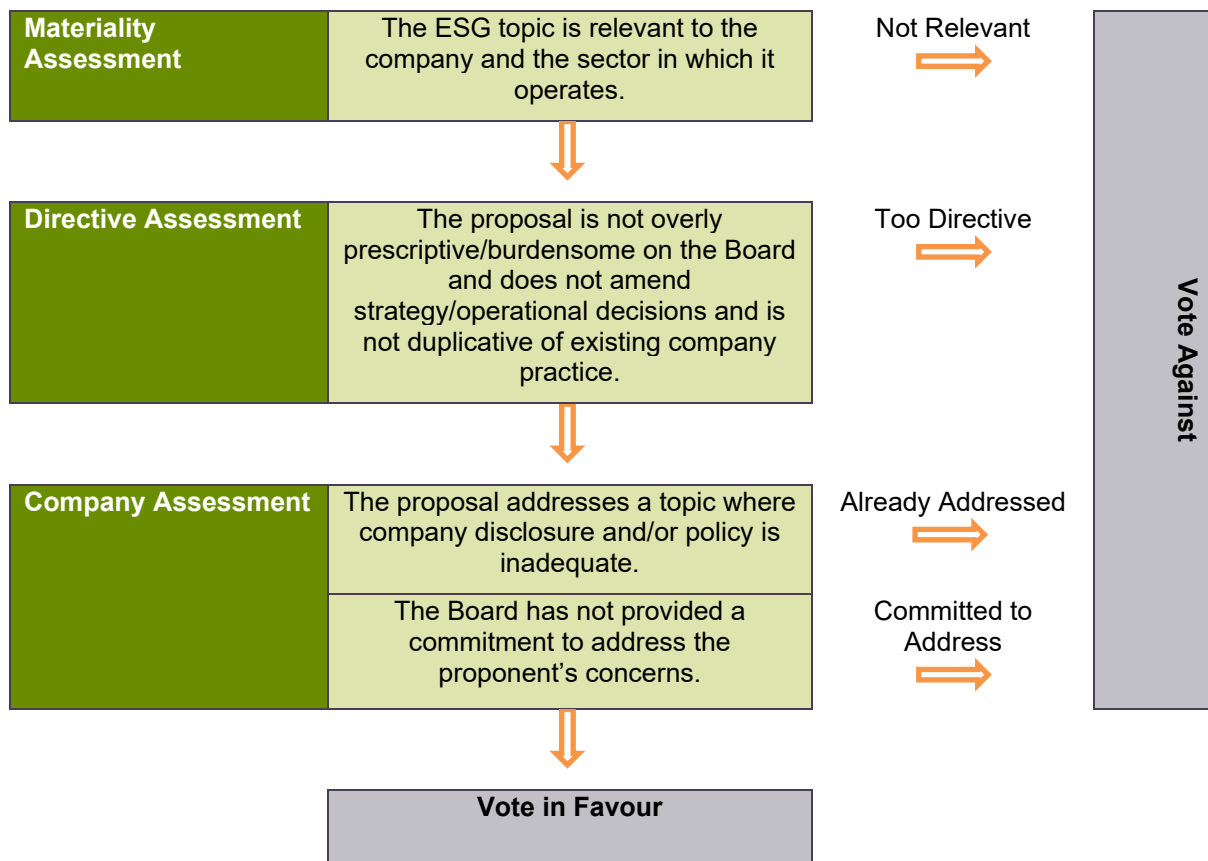 Materiality
Assessment
The ESG topic is relevant to the
company and the sector in which it
operates.
Not Relevant
Directive Assessment
The proposal is not overly
prescriptive/burdensome on the Board
and does not amend
strategy/operational decisions and is
not duplicative of existing company
practice.
Too Directive
Vote Against
Company Assessment
The proposal addresses a topic where
company disclosure and/or policy is
inadequate.
Already Addressed
The Board has not provided a
commitment to address the
proponent’s concerns.
Committed to
Address
Vote in Favour